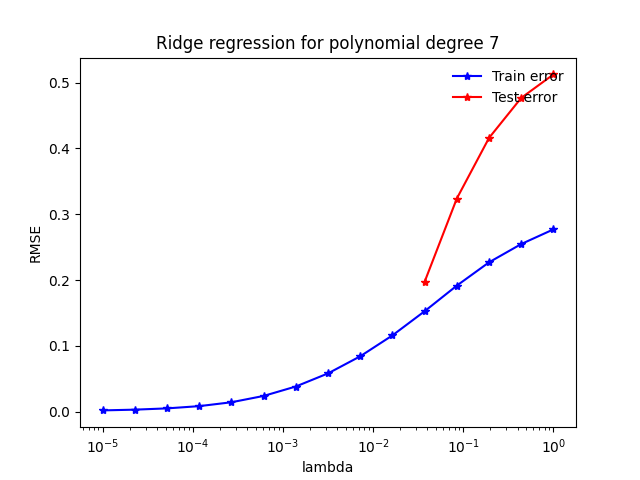 Ridge regression for polynomial degree 7
Train error
Test error
0.5
0.4
0.3
0.2
0.1
0.0
RMSE
10⁻⁵ 10⁻⁴ 10⁻³ 10⁻² 10⁻¹ 10⁰
lambda